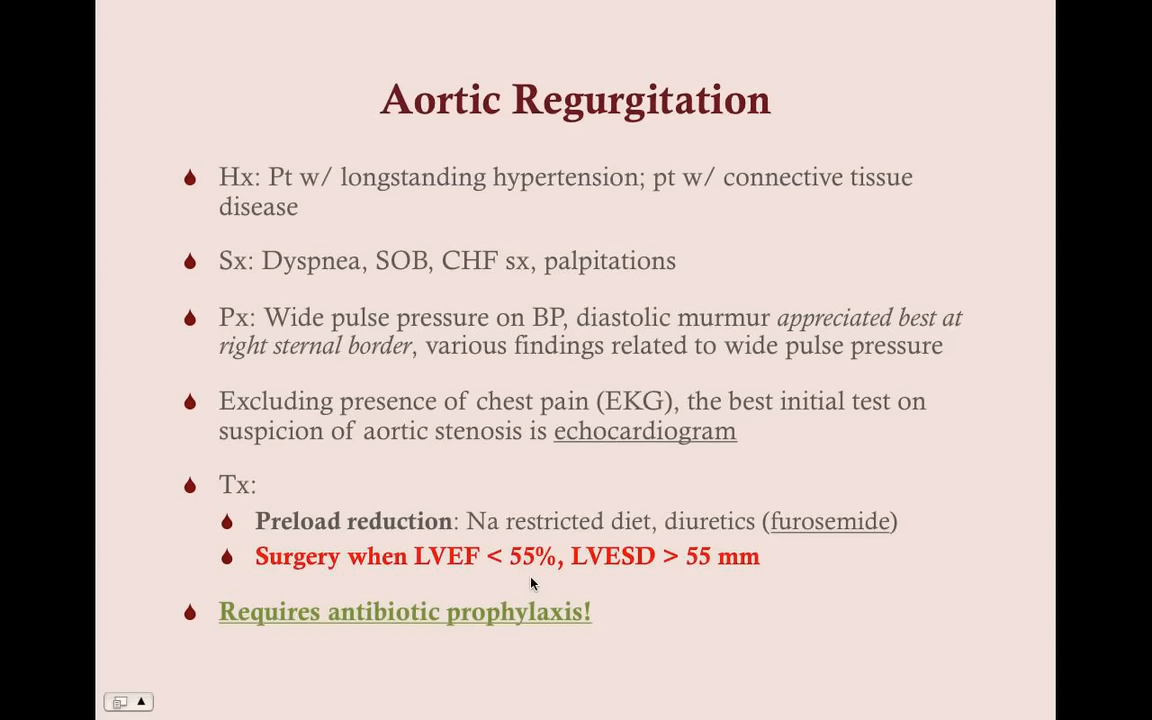 Aortic Regurgitation
Hx: Pt w/ longstanding hypertension; pt w/ connective tissue
disease
Sx: Dyspnea, SOB, CHF sx, palpitations
Px: Wide pulse pressure on BP, diastolic murmur appreciated best at
right sternal border, various findings related to wide pulse pressure
Excluding presence of chest pain (EKG), the best initial test on
suspicion of aortic stenosis is echocardiogram
Tx:
Preload reduction: Na restricted diet, diuretics (furosemide)
Surgery when LVEF < 55%, LVESD > 55 mm
Requires antibiotic prophylaxis!